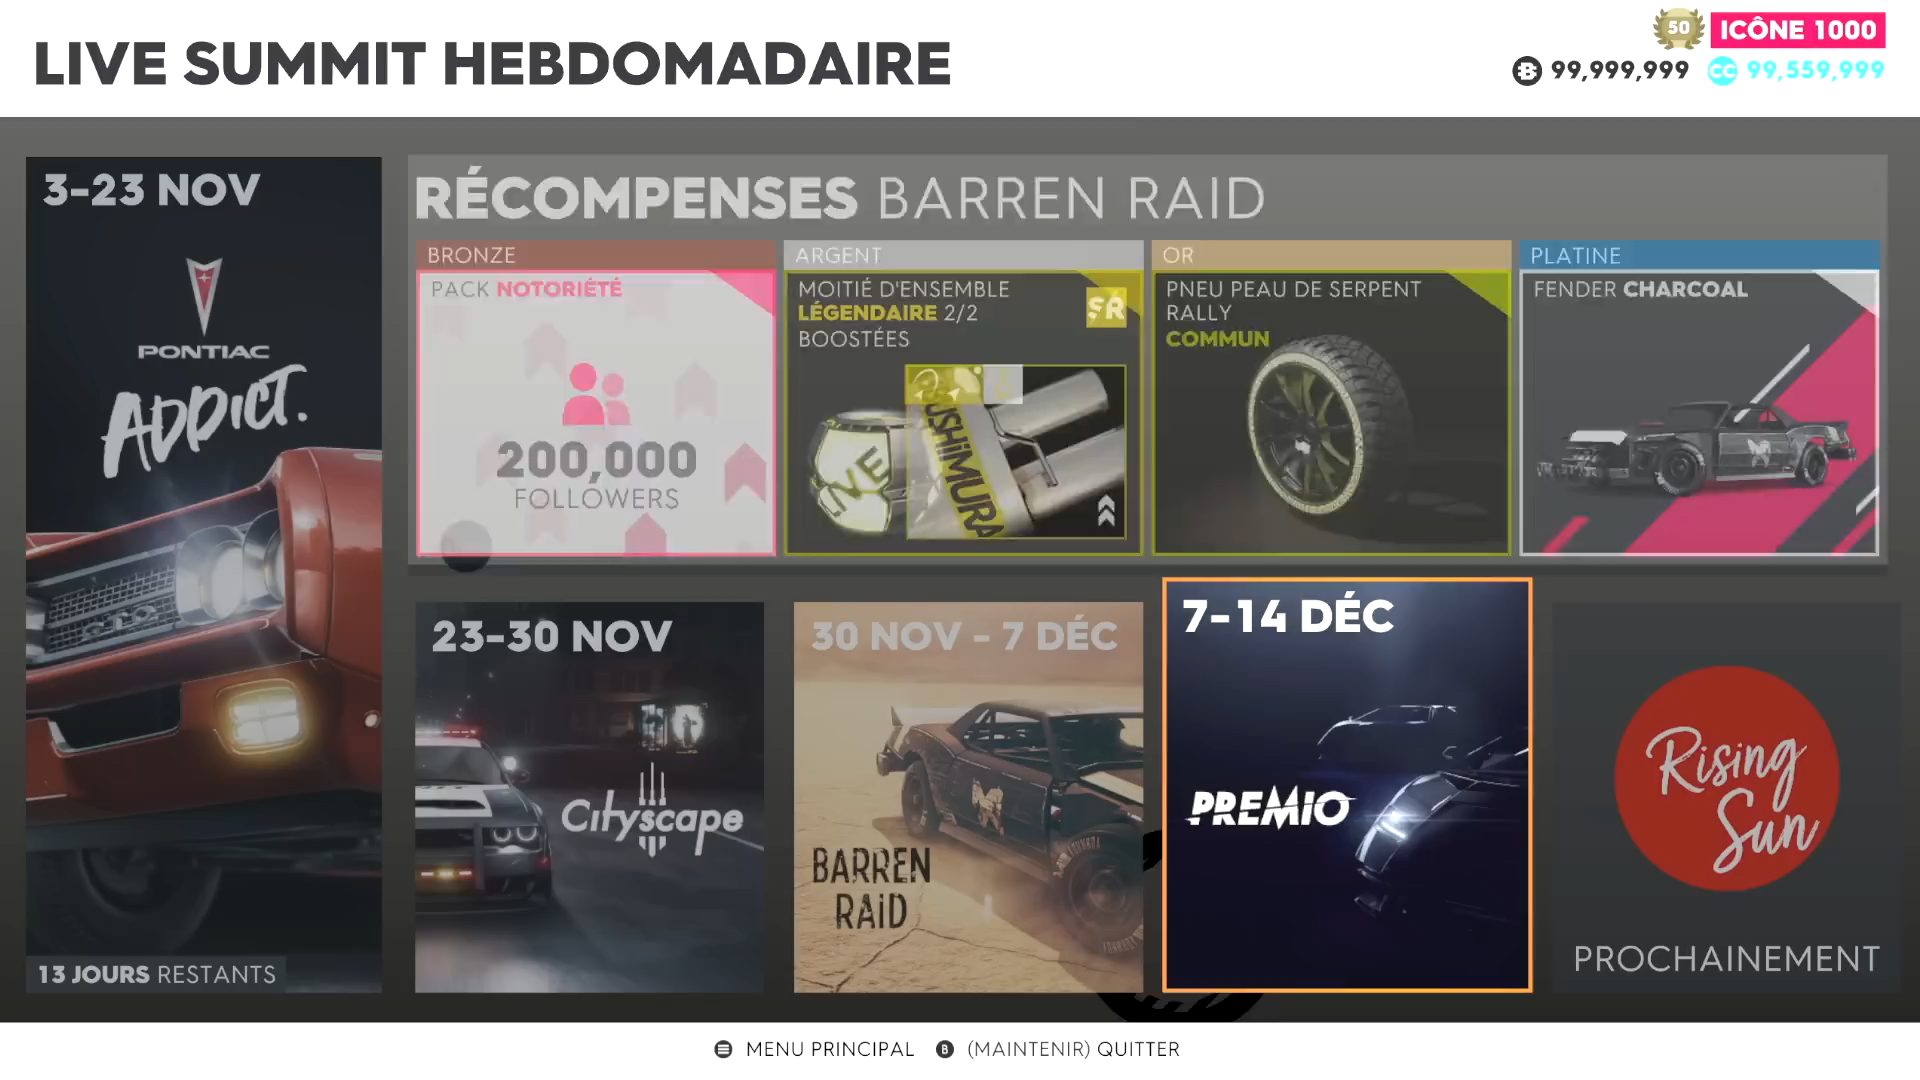 LIVE SUMMIT HEBDOMADAIRE
50
ICÔNE 1000
99,999,999
CC 99,559,999
3-23 NOV
PONTIAC
ADDICT.
13 JOURS RESTANTS
RÉCOMPENSES BARREN RAID
BRONZE
PACK NOTORIÉTÉ
200,000
FOLLOWERS
ARGENT
MOITIÉ D'ENSEMBLE
LÉGENDAIRE 2/2
BOOSTÉES
SR
LIVE
USHIMURA
OR
PNEU PEAU DE SERPENT
RALLY
COMMUN
PLATINE
FENDER CHARCOAL
23-30 NOV
Cityscape
30 NOV - 7 DÉC
BARREN
RAID
7-14 DÉC
PREMIO
Rising
Sun
PROCHAINEMENT
MENU PRINCIPAL
B (MAINTENIR) QUITTER